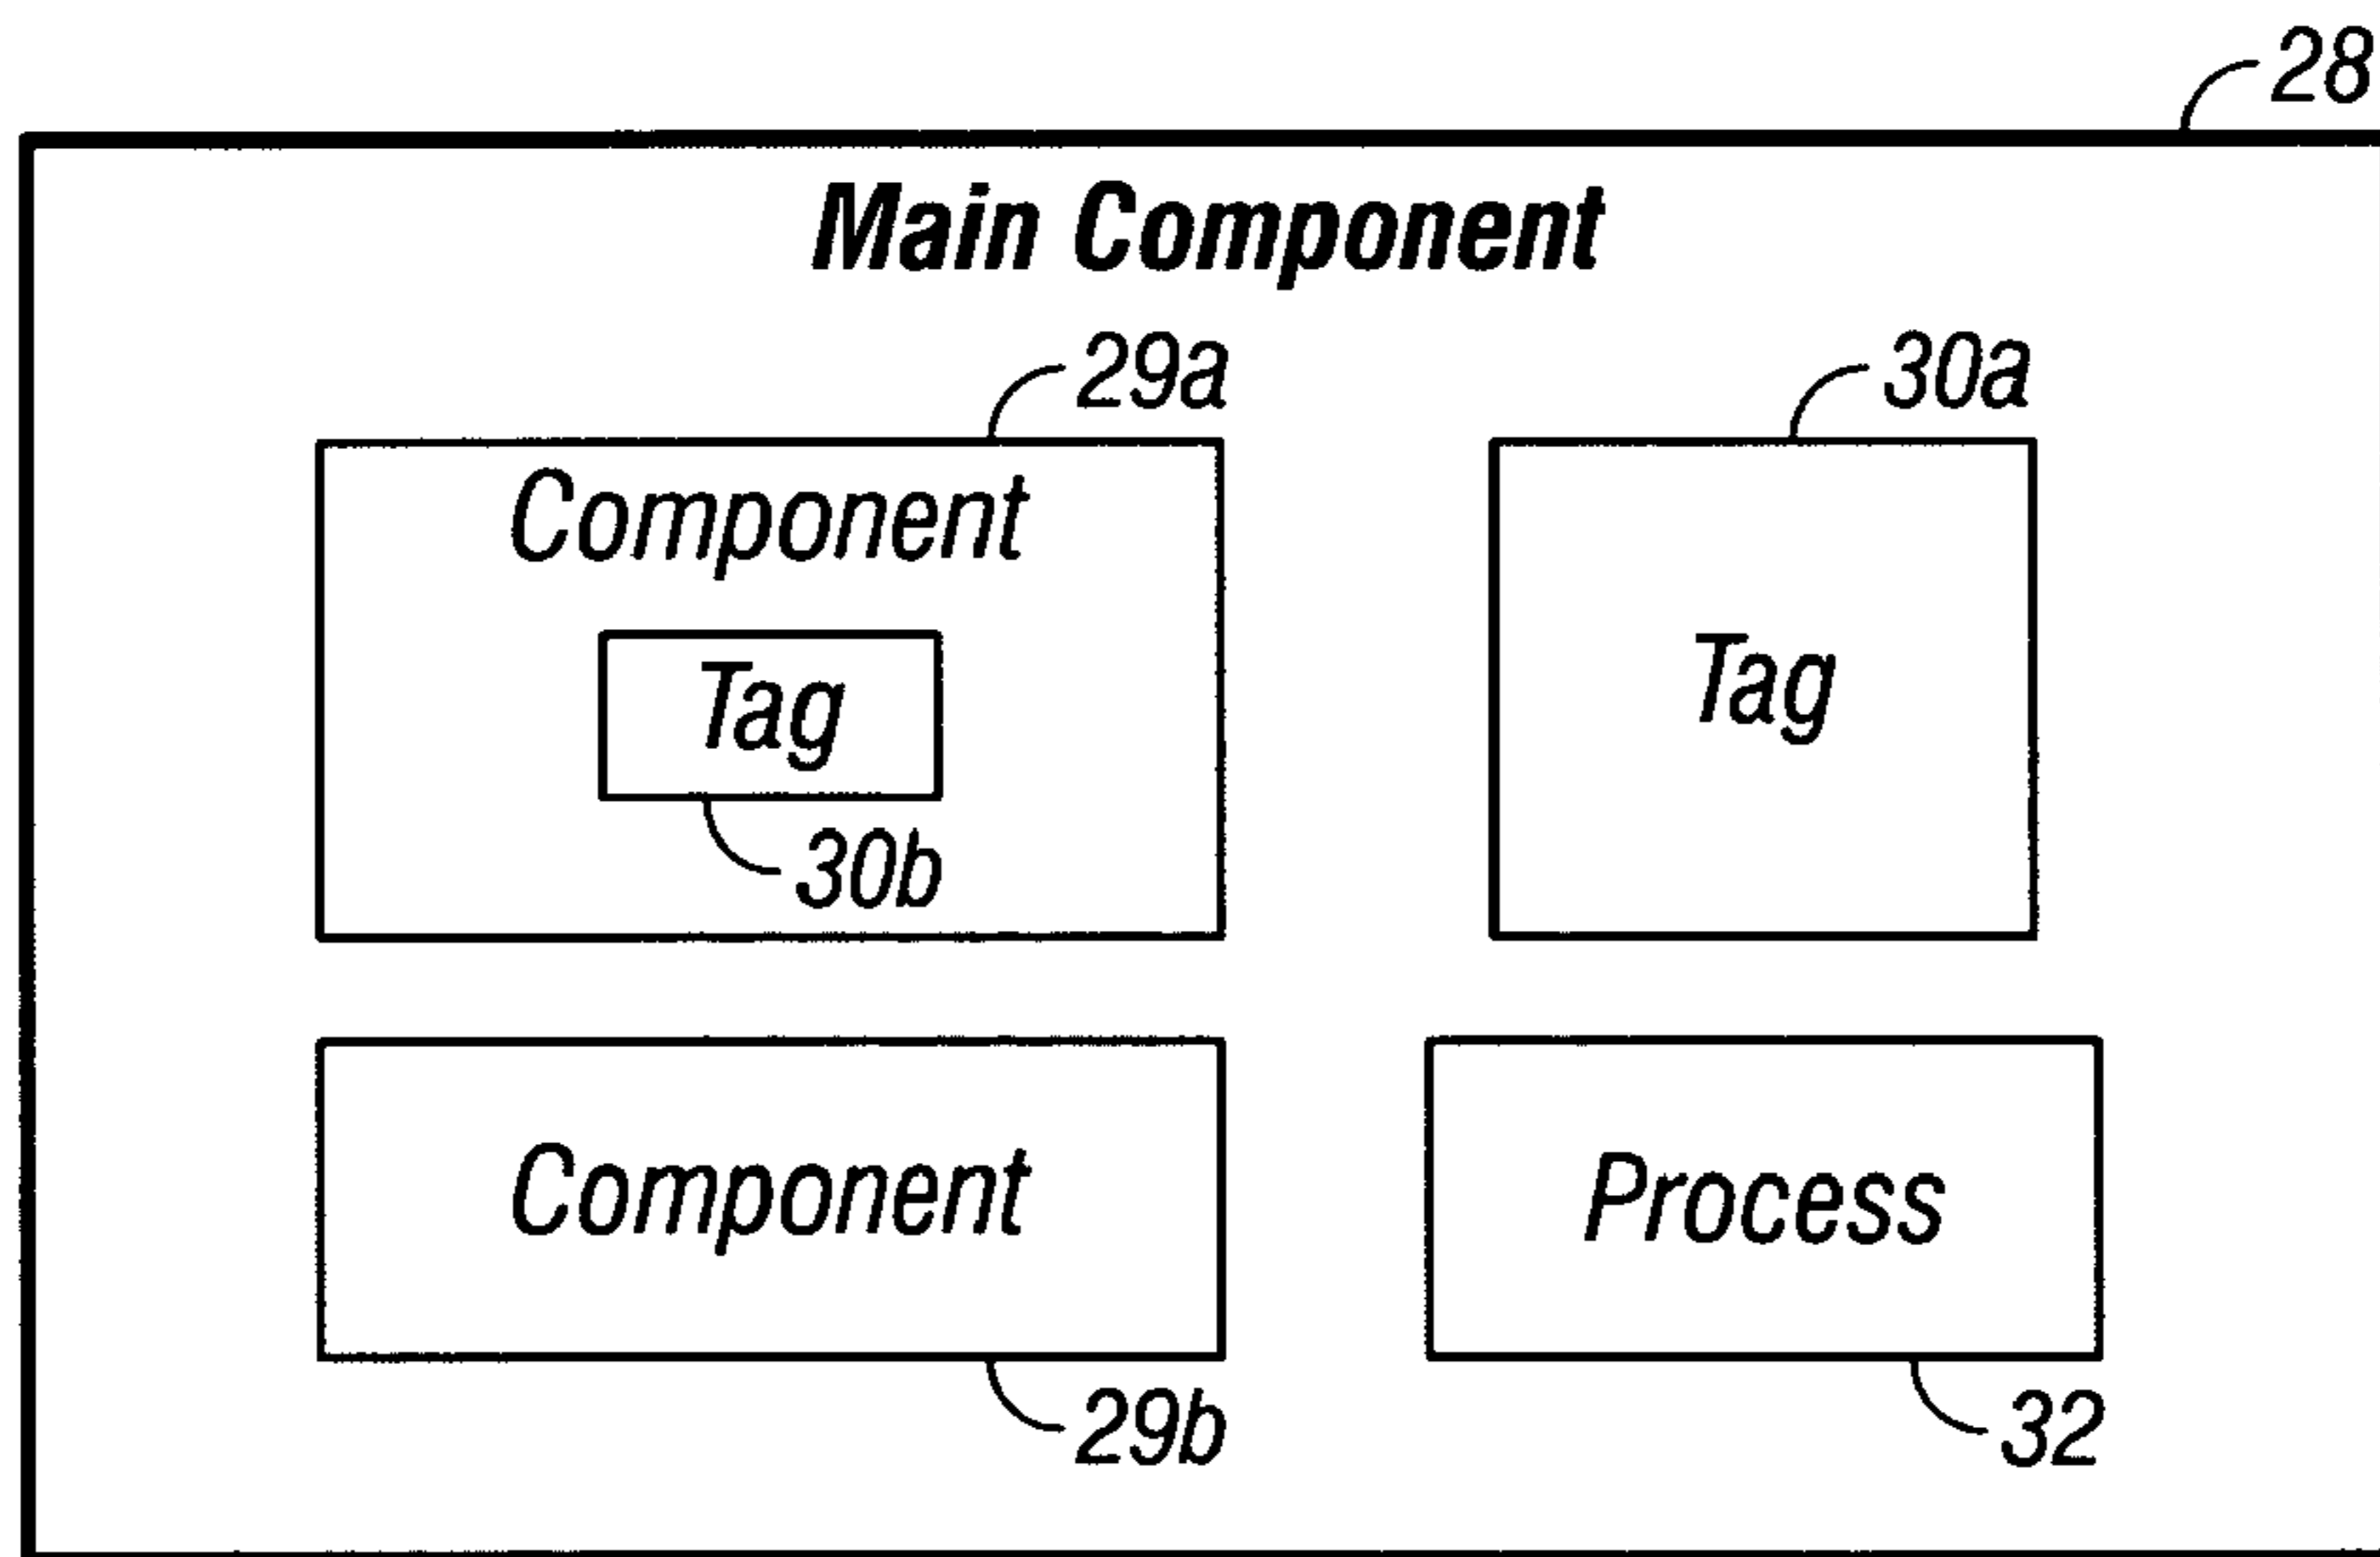 28
Main Component
29a
30a
Component
Tag
Tag
30b
Component
Process
29b
32